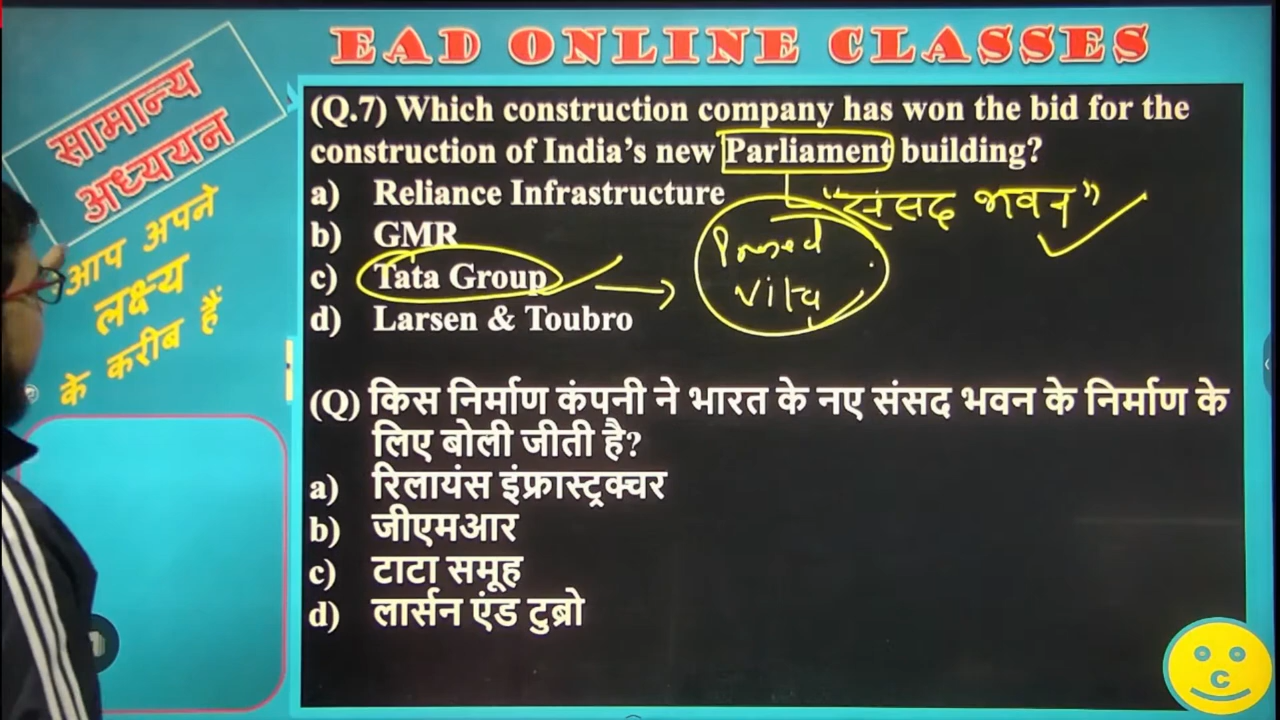 EAD ONLINE CLASSES
सामान्य
अध्ययन
आप अपने
लक्ष्य
के करीब हैं
(Q.7) Which construction company has won the bid for the
construction of India’s new Parliament building?
a) Reliance Infrastructure
b) GMR
c) Tata Group
d) Larsen & Toubro
"संसद भवन"
(Q) किस निर्माण कंपनी ने भारत के नए संसद भवन के निर्माण के
लिए बोली जीती है?
a) रिलायंस इंफ्रास्ट्रक्चर
b) जीएमआर
c) टाटा समूह
d) लार्सन एंड टुब्रो
C